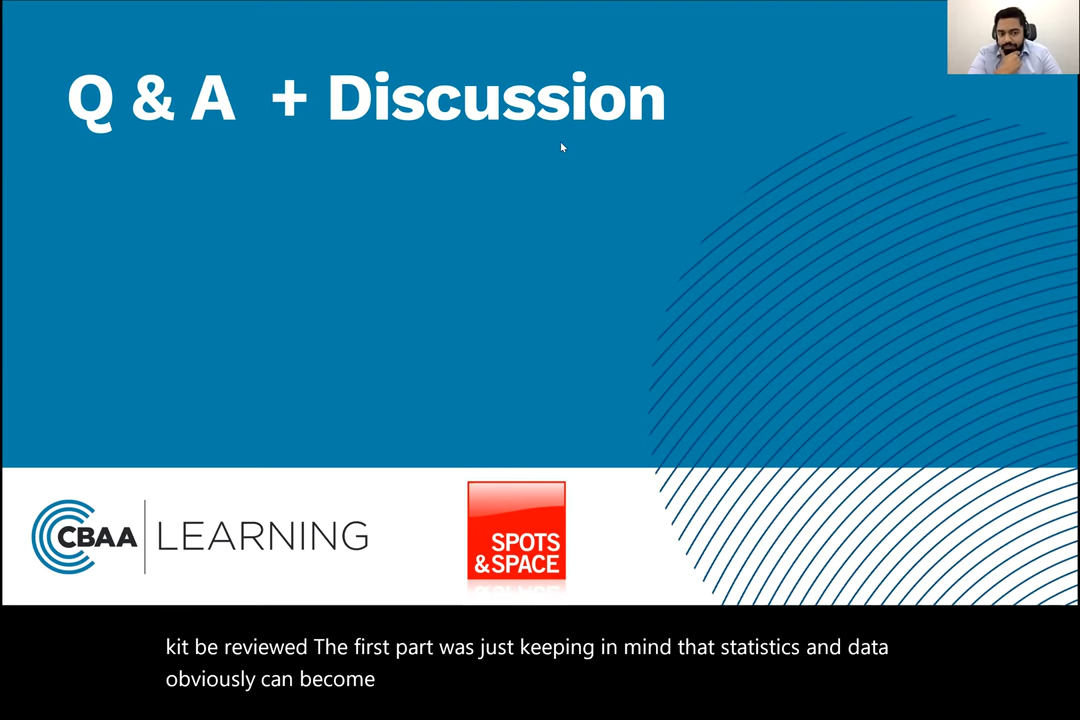 Q & A + Discussion
CBAA LEARNING
SPOTS
&SPACE
kit be reviewed The first part was just keeping in mind that statistics and data
obviously can become